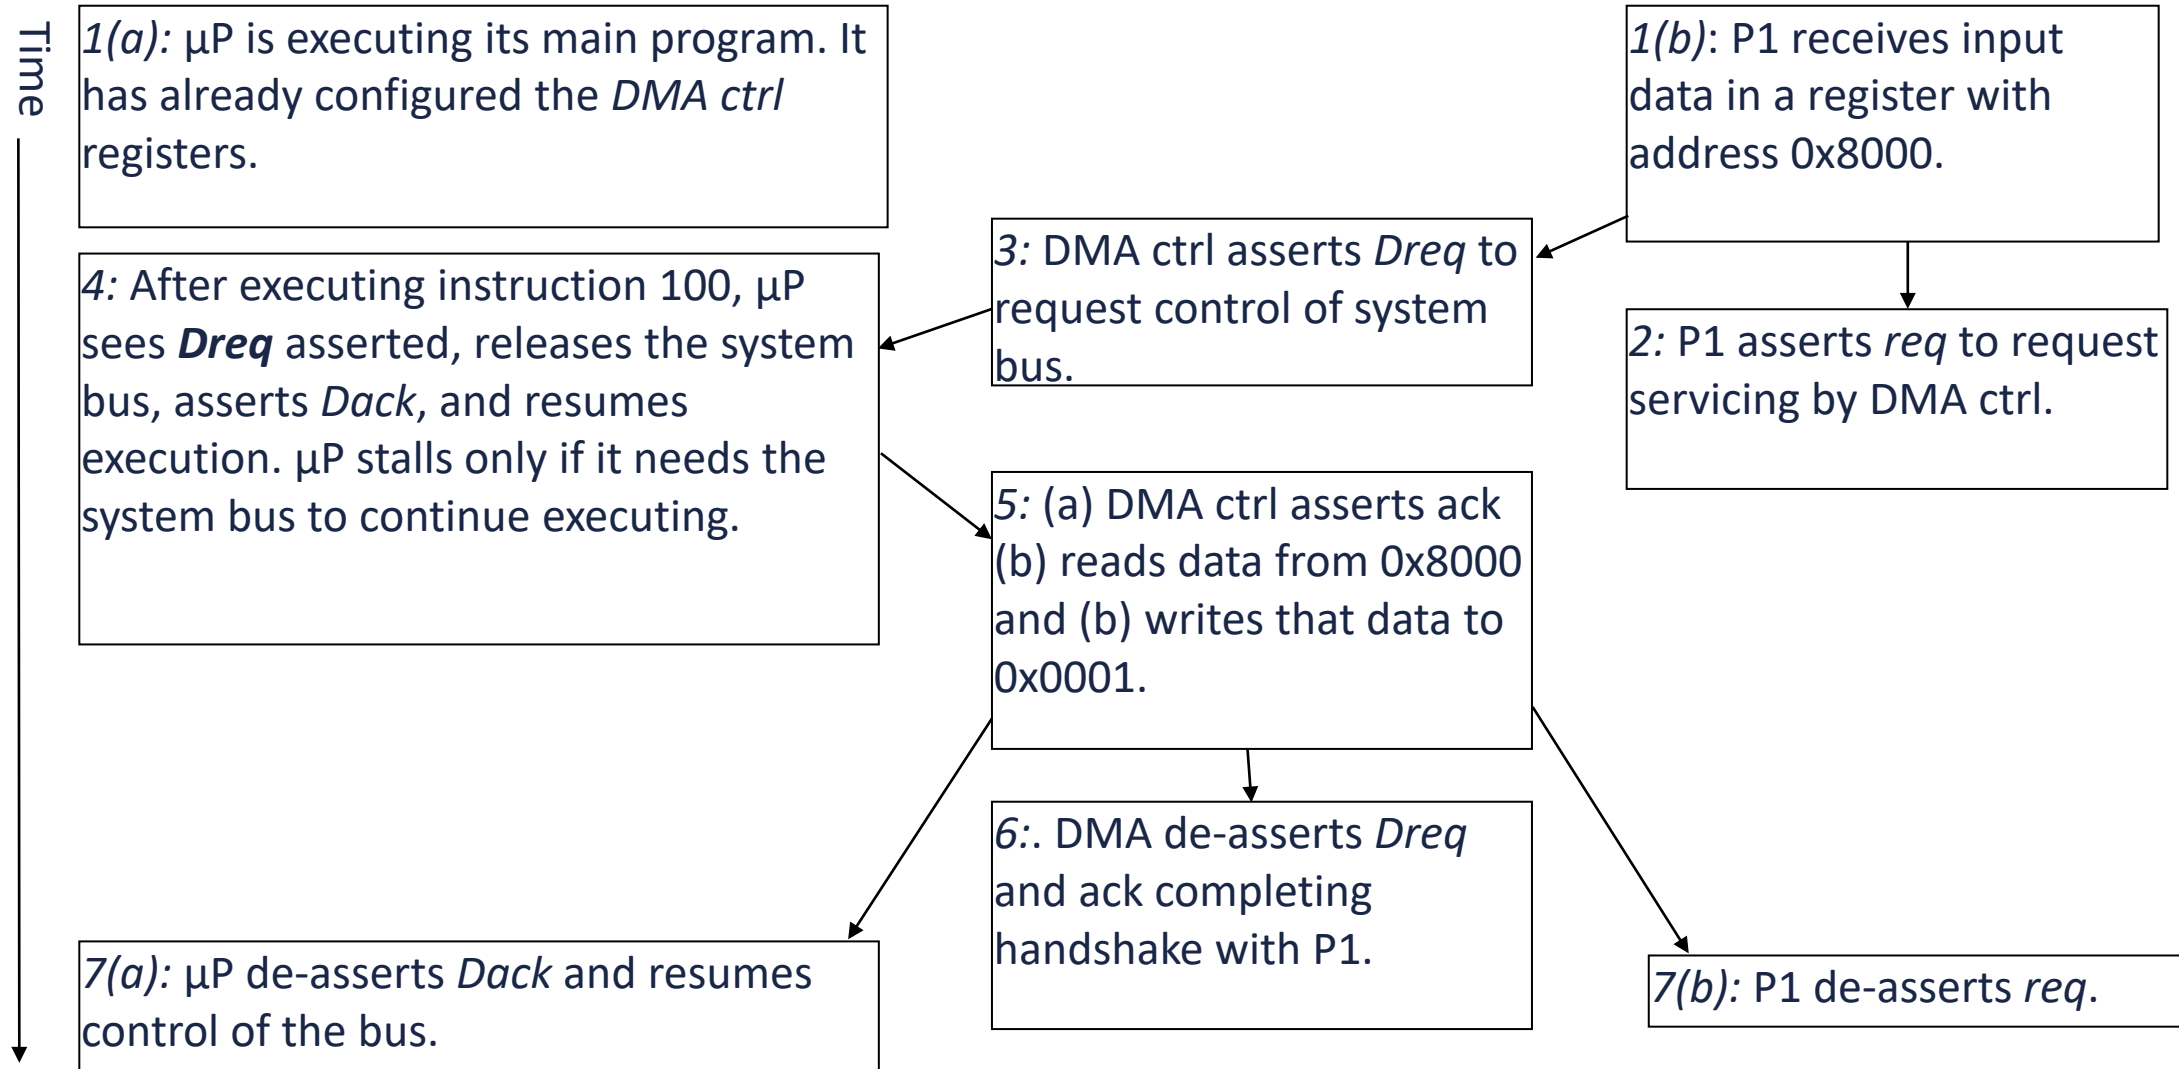 Time
1(a): µP is executing its main program. It
has already configured the DMA ctrl
registers.
1(b): P1 receives input
data in a register with
address 0x8000.
2: P1 asserts req to request
servicing by DMA ctrl.
3: DMA ctrl asserts Dreq to
request control of system
bus.
4: After executing instruction 100, µP
sees Dreq asserted, releases the system
bus, asserts Dack, and resumes
execution. µP stalls only if it needs the
system bus to continue executing.
5: (a) DMA ctrl asserts ack
(b) reads data from 0x8000
and (b) writes that data to
0x0001.
6:. DMA de-asserts Dreq
and ack completing
handshake with P1.
7(a): µP de-asserts Dack and resumes
control of the bus.
7(b): P1 de-asserts req.